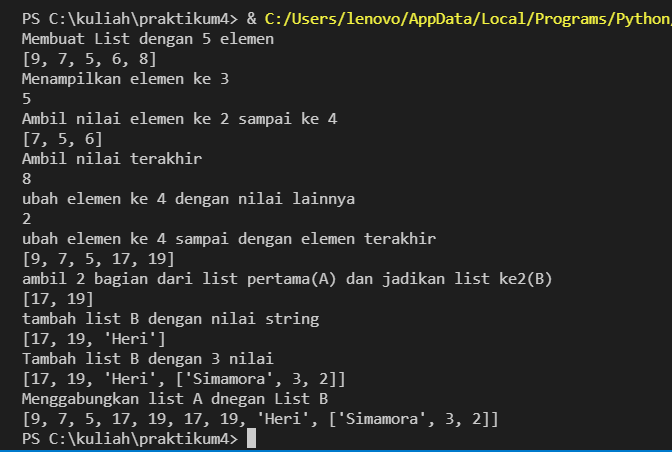 PS C:\kuliah\praktikum4> & C:/Users/lenovo/AppData/Local/Programs/Python/
Membuat List dengan 5 elemen
[9, 7, 5, 6, 8]
Menampilkan elemen ke 3
5
Ambil nilai elemen ke 2 sampai ke 4
[7, 5, 6]
Ambil nilai terakhir
8
ubah elemen ke 4 dengan nilai lainnya
2
ubah elemen ke 4 sampai dengan elemen terakhir
[9, 7, 5, 17, 19]
ambil 2 bagian dari list pertama(A) dan jadikan list ke2(B)
[17, 19]
tambah list B dengan nilai string
[17, 19, 'Heri']
Tambah list B dengan 3 nilai
[17, 19, 'Heri', ['Simamora', 3, 2]]
Menggabungkan list A dnegan List B
[9, 7, 5, 17, 19, 17, 19, 'Heri', ['Simamora', 3, 2]]
PS C:\kuliah\praktikum4>